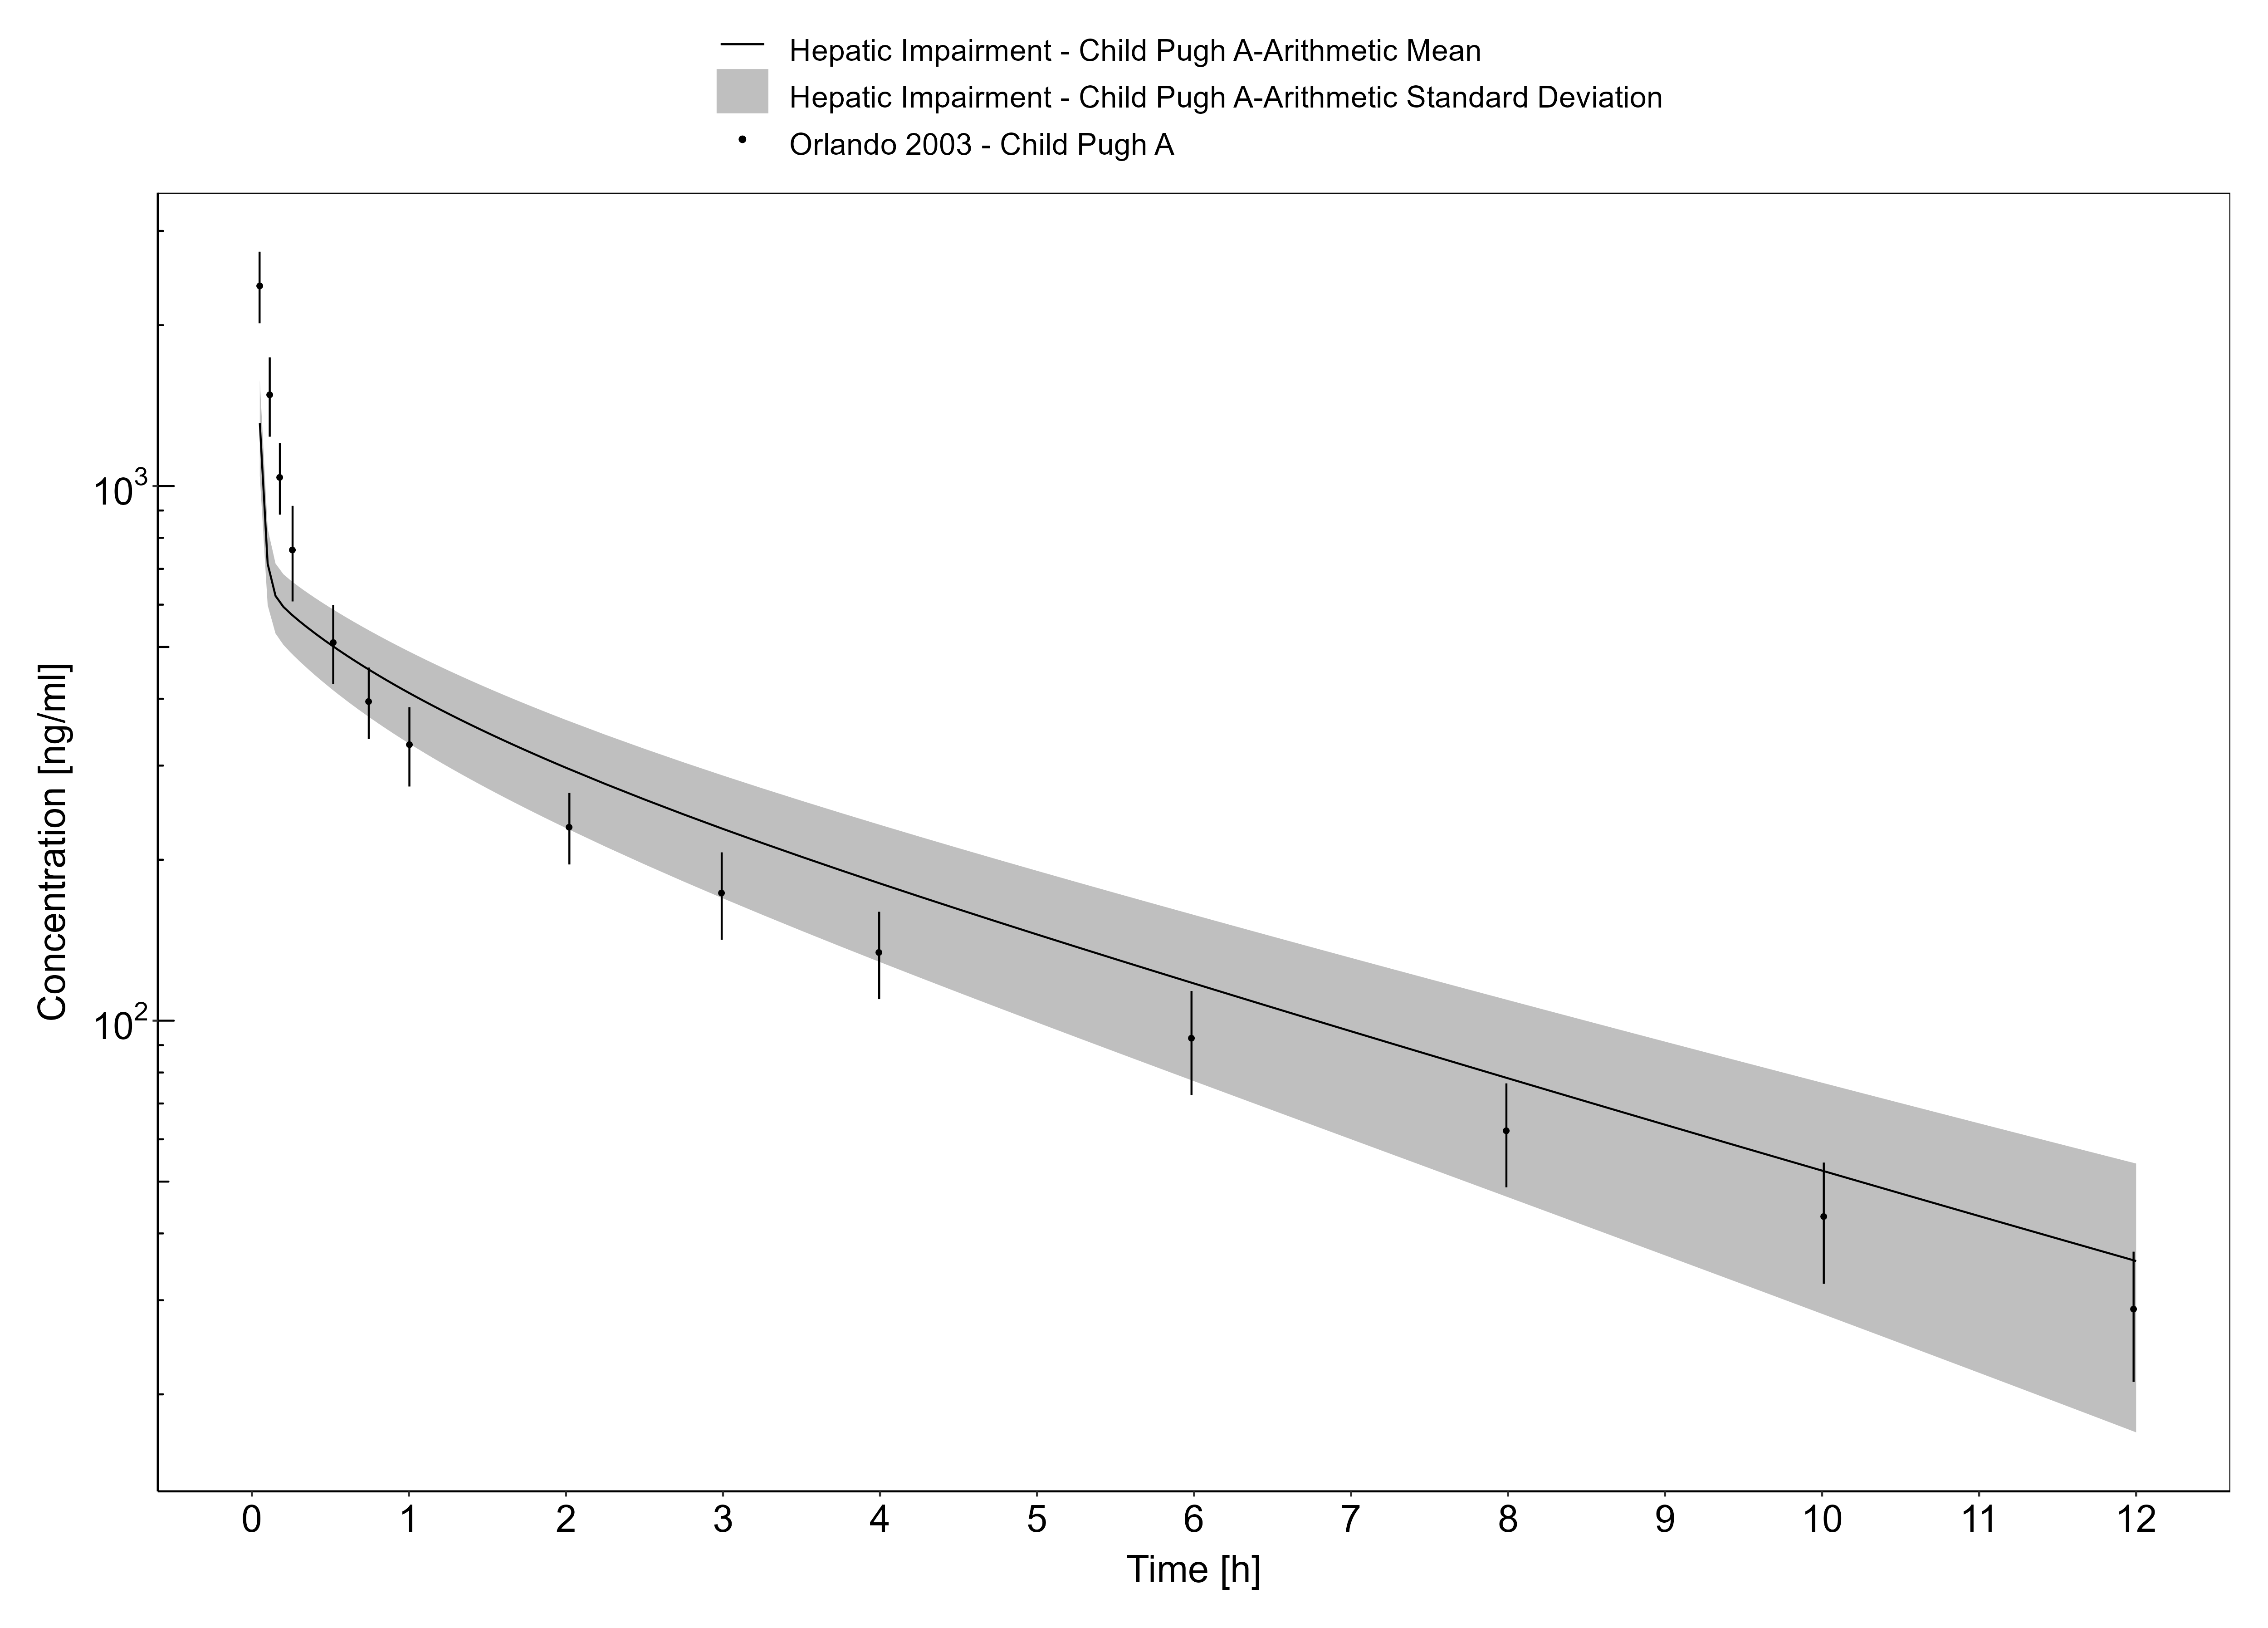 Hepatic Impairment - Child Pugh A-Arithmetic Mean
Hepatic Impairment - Child Pugh A-Arithmetic Standard Deviation
Orlando 2003 - Child Pugh A
10³
10²
Concentration [ng/ml]
0 1 2 3 4 5 6 7 8 9 10 11 12
Time [h]